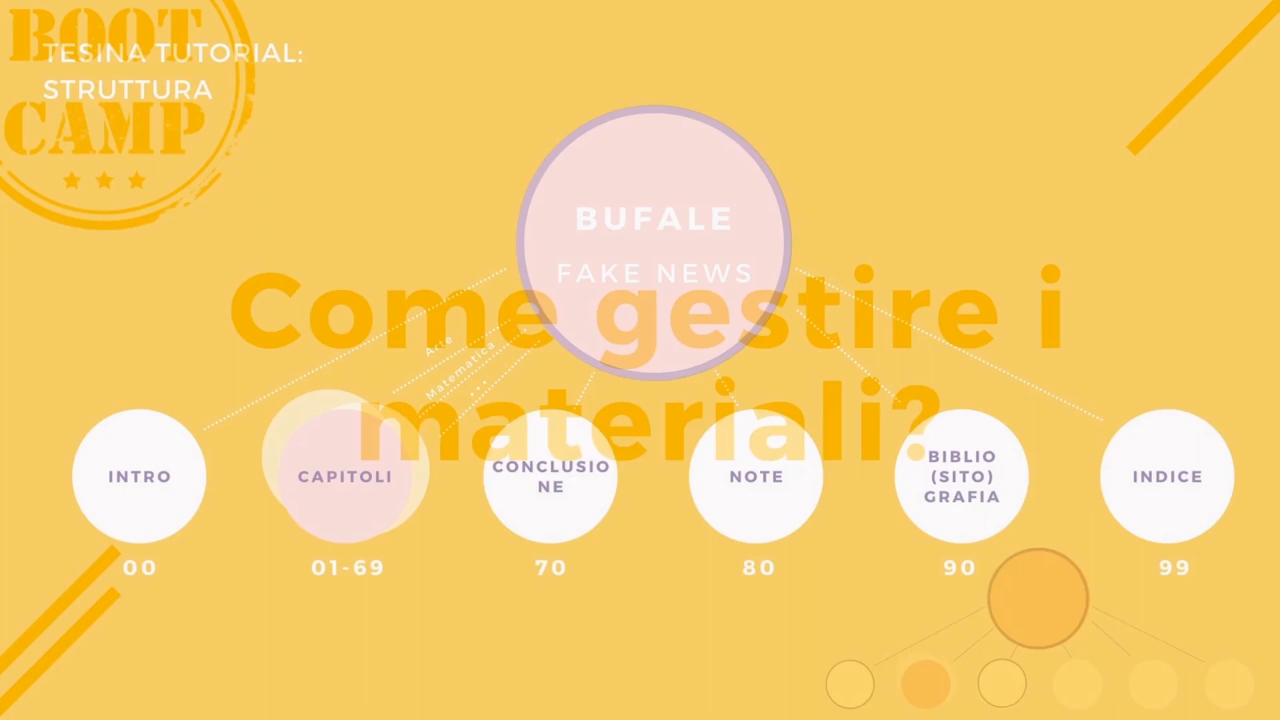 BOOT
CAMP
TESINA TUTORIAL:
STRUTTURA
BUFALE
FAKE NEWS
Come gestire i
materiali?
Arte
Matematica
...
INTRO
CAPITOLI
CONCLUSIO
NE
NOTE
BIBLIO
(SITO)
GRAFIA
INDICE
00
01-69
70
80
90
99